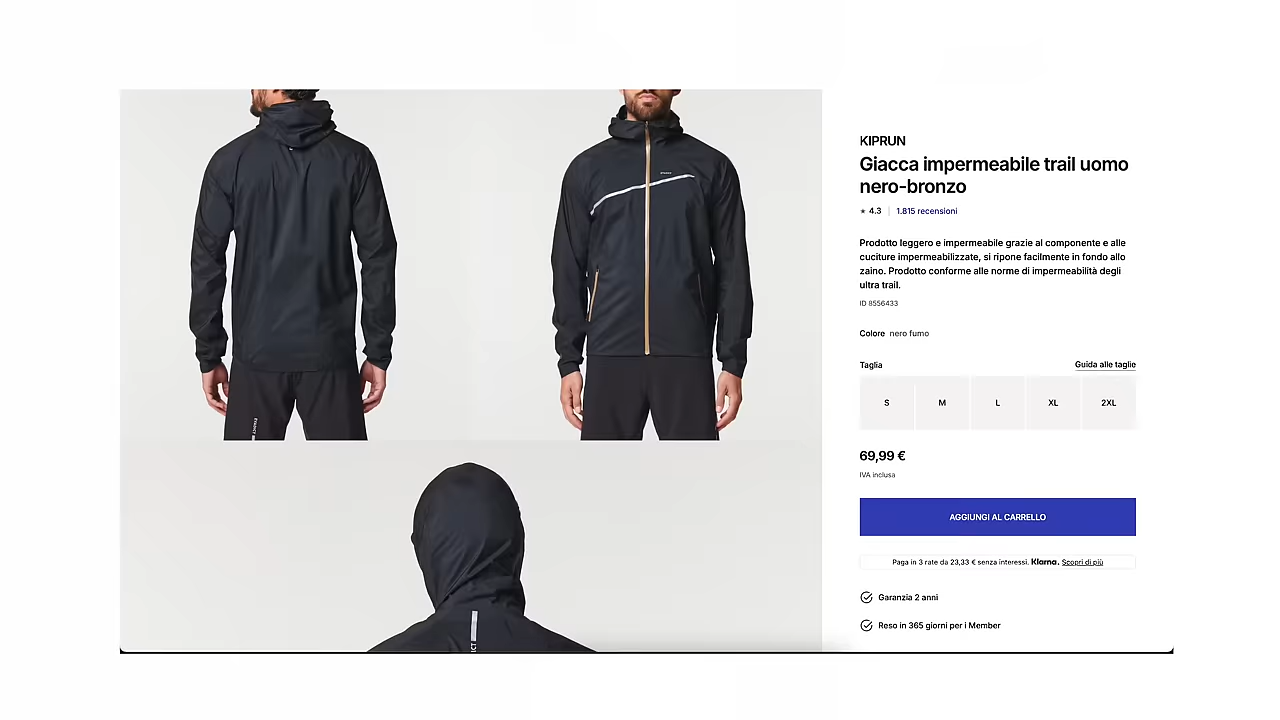 KIPRUN
Giacca impermeabile trail uomo
nero-bronzo
★ 4.3 | 1.815 recensioni
Prodotto leggero e impermeabile grazie al componente e alle
cuciture impermeabilizzate, si ripone facilmente in fondo allo
zaino. Prodotto conforme alle norme di impermeabilità degli
ultra trail.
ID 8556433
Colore nero fumo
Taglia Guida alle taglie
S M L XL 2XL
69,99 €
IVA inclusa
AGGIUNGI AL CARRELLO
Paga in 3 rate da 23,33 € senza interessi. Klarna. Scopri di più
Garanzia 2 anni
Reso in 365 giorni per i Member